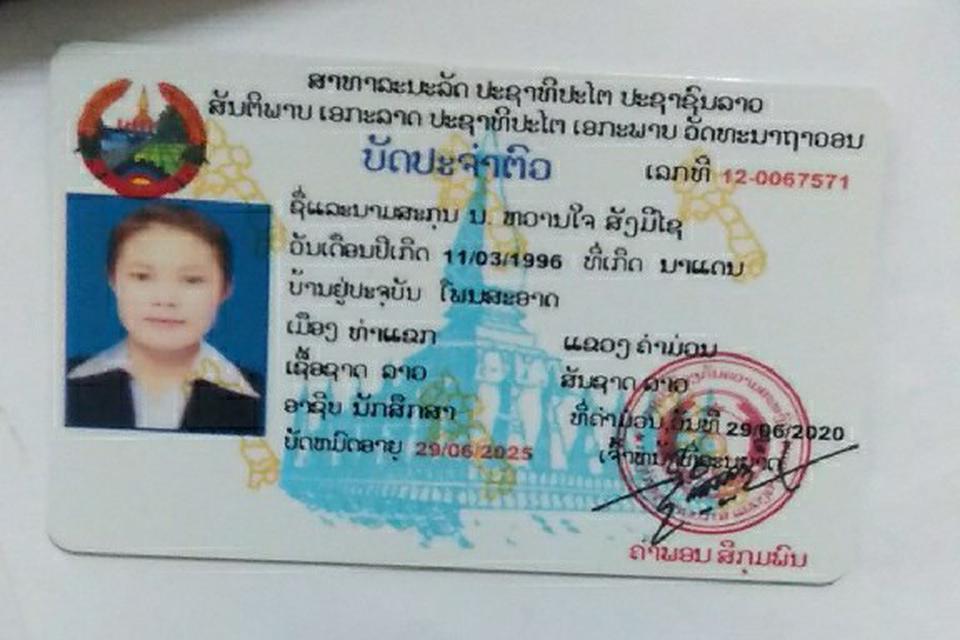 ສາທາລະນະລັດ ປະຊາທິປະໄຕ ປະຊາຊົນລາວ
ສັນຕິພາບ ເອກະລາດ ປະຊາທິປະໄຕ ເອກະພາບ ວັດທະນາຖາວອນ
ບັດປະຈຳຕົວ
ເລກທີ 12-0067571
ຊື່ແລະນາມສະກຸນ ນ. ຫວານໃຈ ສັງມີໄຊ
ວັນເດືອນປີເກີດ 11/03/1996 ທີ່ເກີດ ນາແດນ
ບ້ານຢູ່ປະຈຸບັນ ໂພນສະອາດ
ເມືອງ ທ່າແຂກ ແຂວງ ຄຳມ່ວນ
ເຊື້ອຊາດ ລາວ ສັນຊາດ ລາວ
ອາຊີບ ນັກສຶກສາ ທີ່ຄຳມ່ວນ,ວັນທີ 29/06/2020
ບັດຫມົດອາຍຸ 29/06/2025 ເຈົ້າຫນ້າທີ່ອະນຸຍາດ
ຄຳພອນ ສີກຸມພົນ